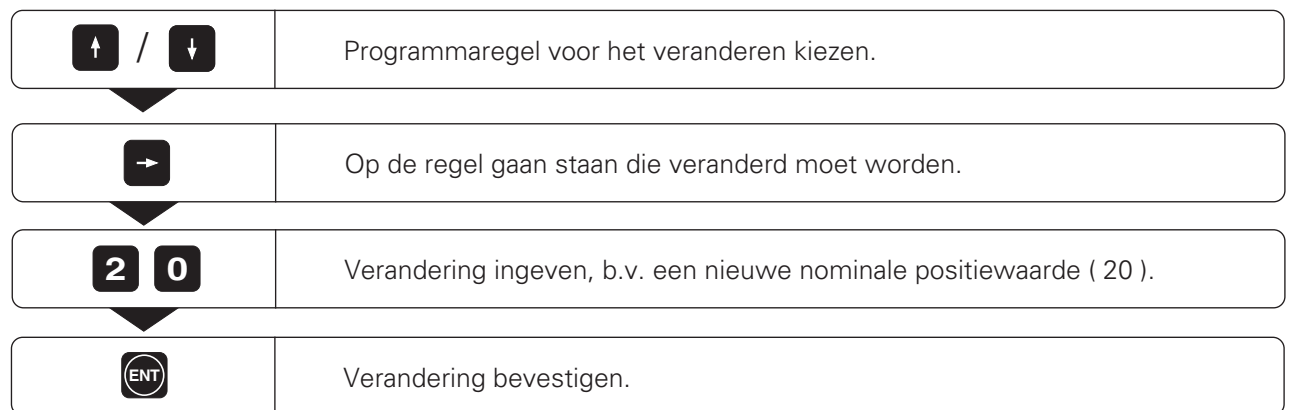 ↑ / ↓ Programmaregel voor het veranderen kiezen.
→ Op de regel gaan staan die veranderd moet worden.
2 0 Verandering ingeven, b.v. een nieuwe nominale positiewaarde ( 20 ).
ENT Verandering bevestigen.